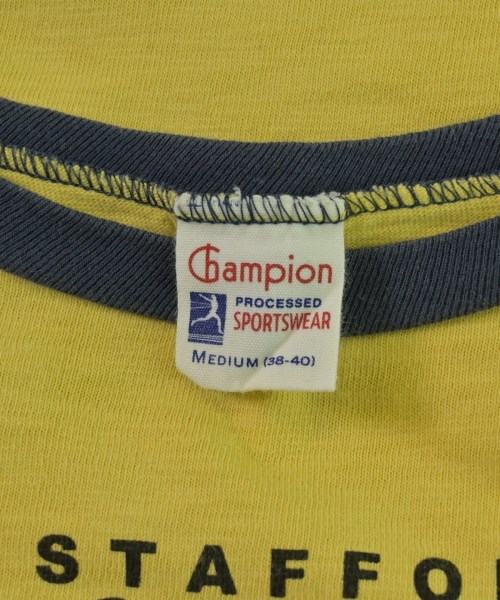 Champion
PROCESSED
SPORTSWEAR
MEDIUM (38-40)
STAFFO